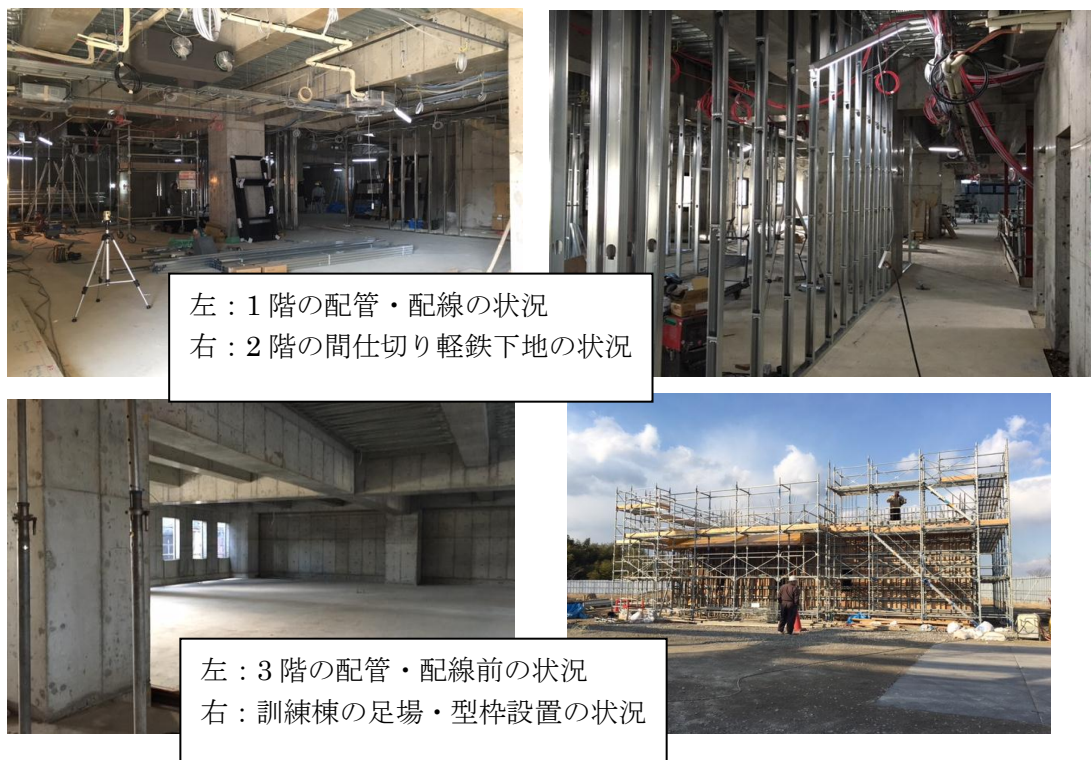 左：1 階の配管・配線の状況
右：2 階の間仕切り軽鉄下地の状況
左：3 階の配管・配線前の状況
右：訓練棟の足場・型枠設置の状況